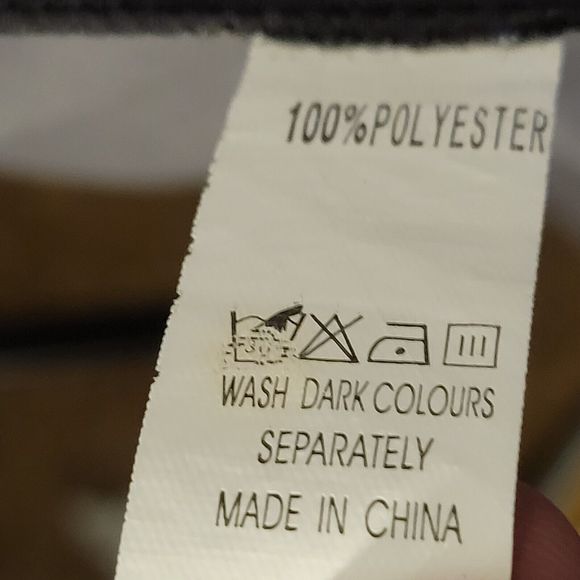 100%POLYESTER
WASH DARK COLOURS
SEPARATELY
MADE IN CHINA